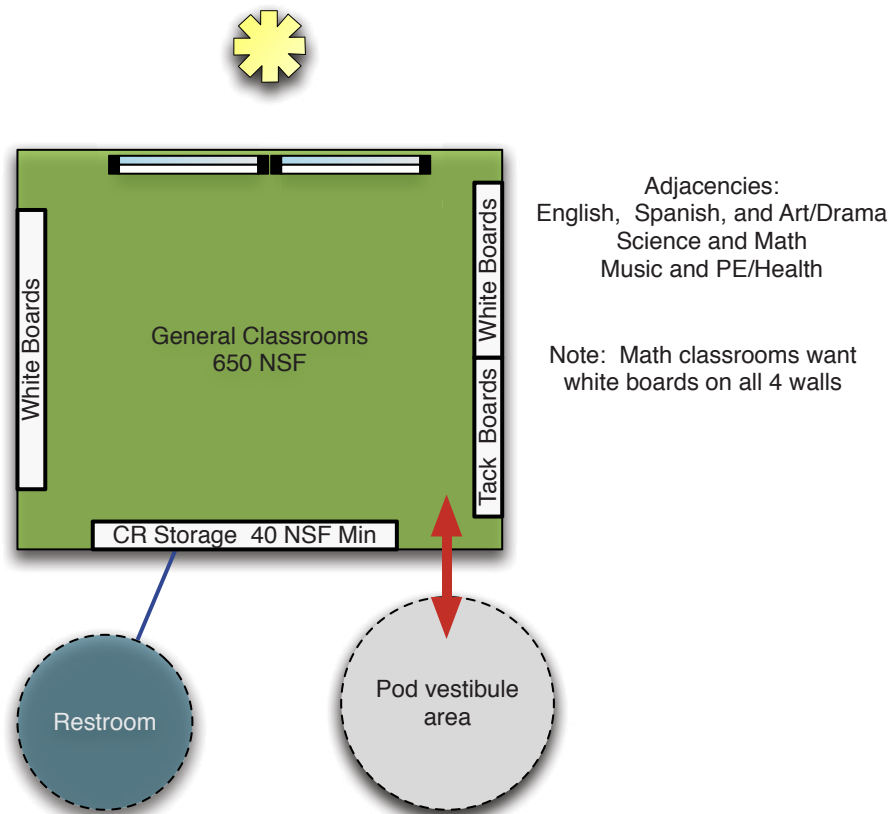 Adjacencies:
English, Spanish, and Art/Drama
Science and Math
Music and PE/Health
Note: Math classrooms want
white boards on all 4 walls
White Boards
General Classrooms
650 NSF
White Boards
Tack Boards
CR Storage 40 NSF Min
Restroom
Pod vestibule
area